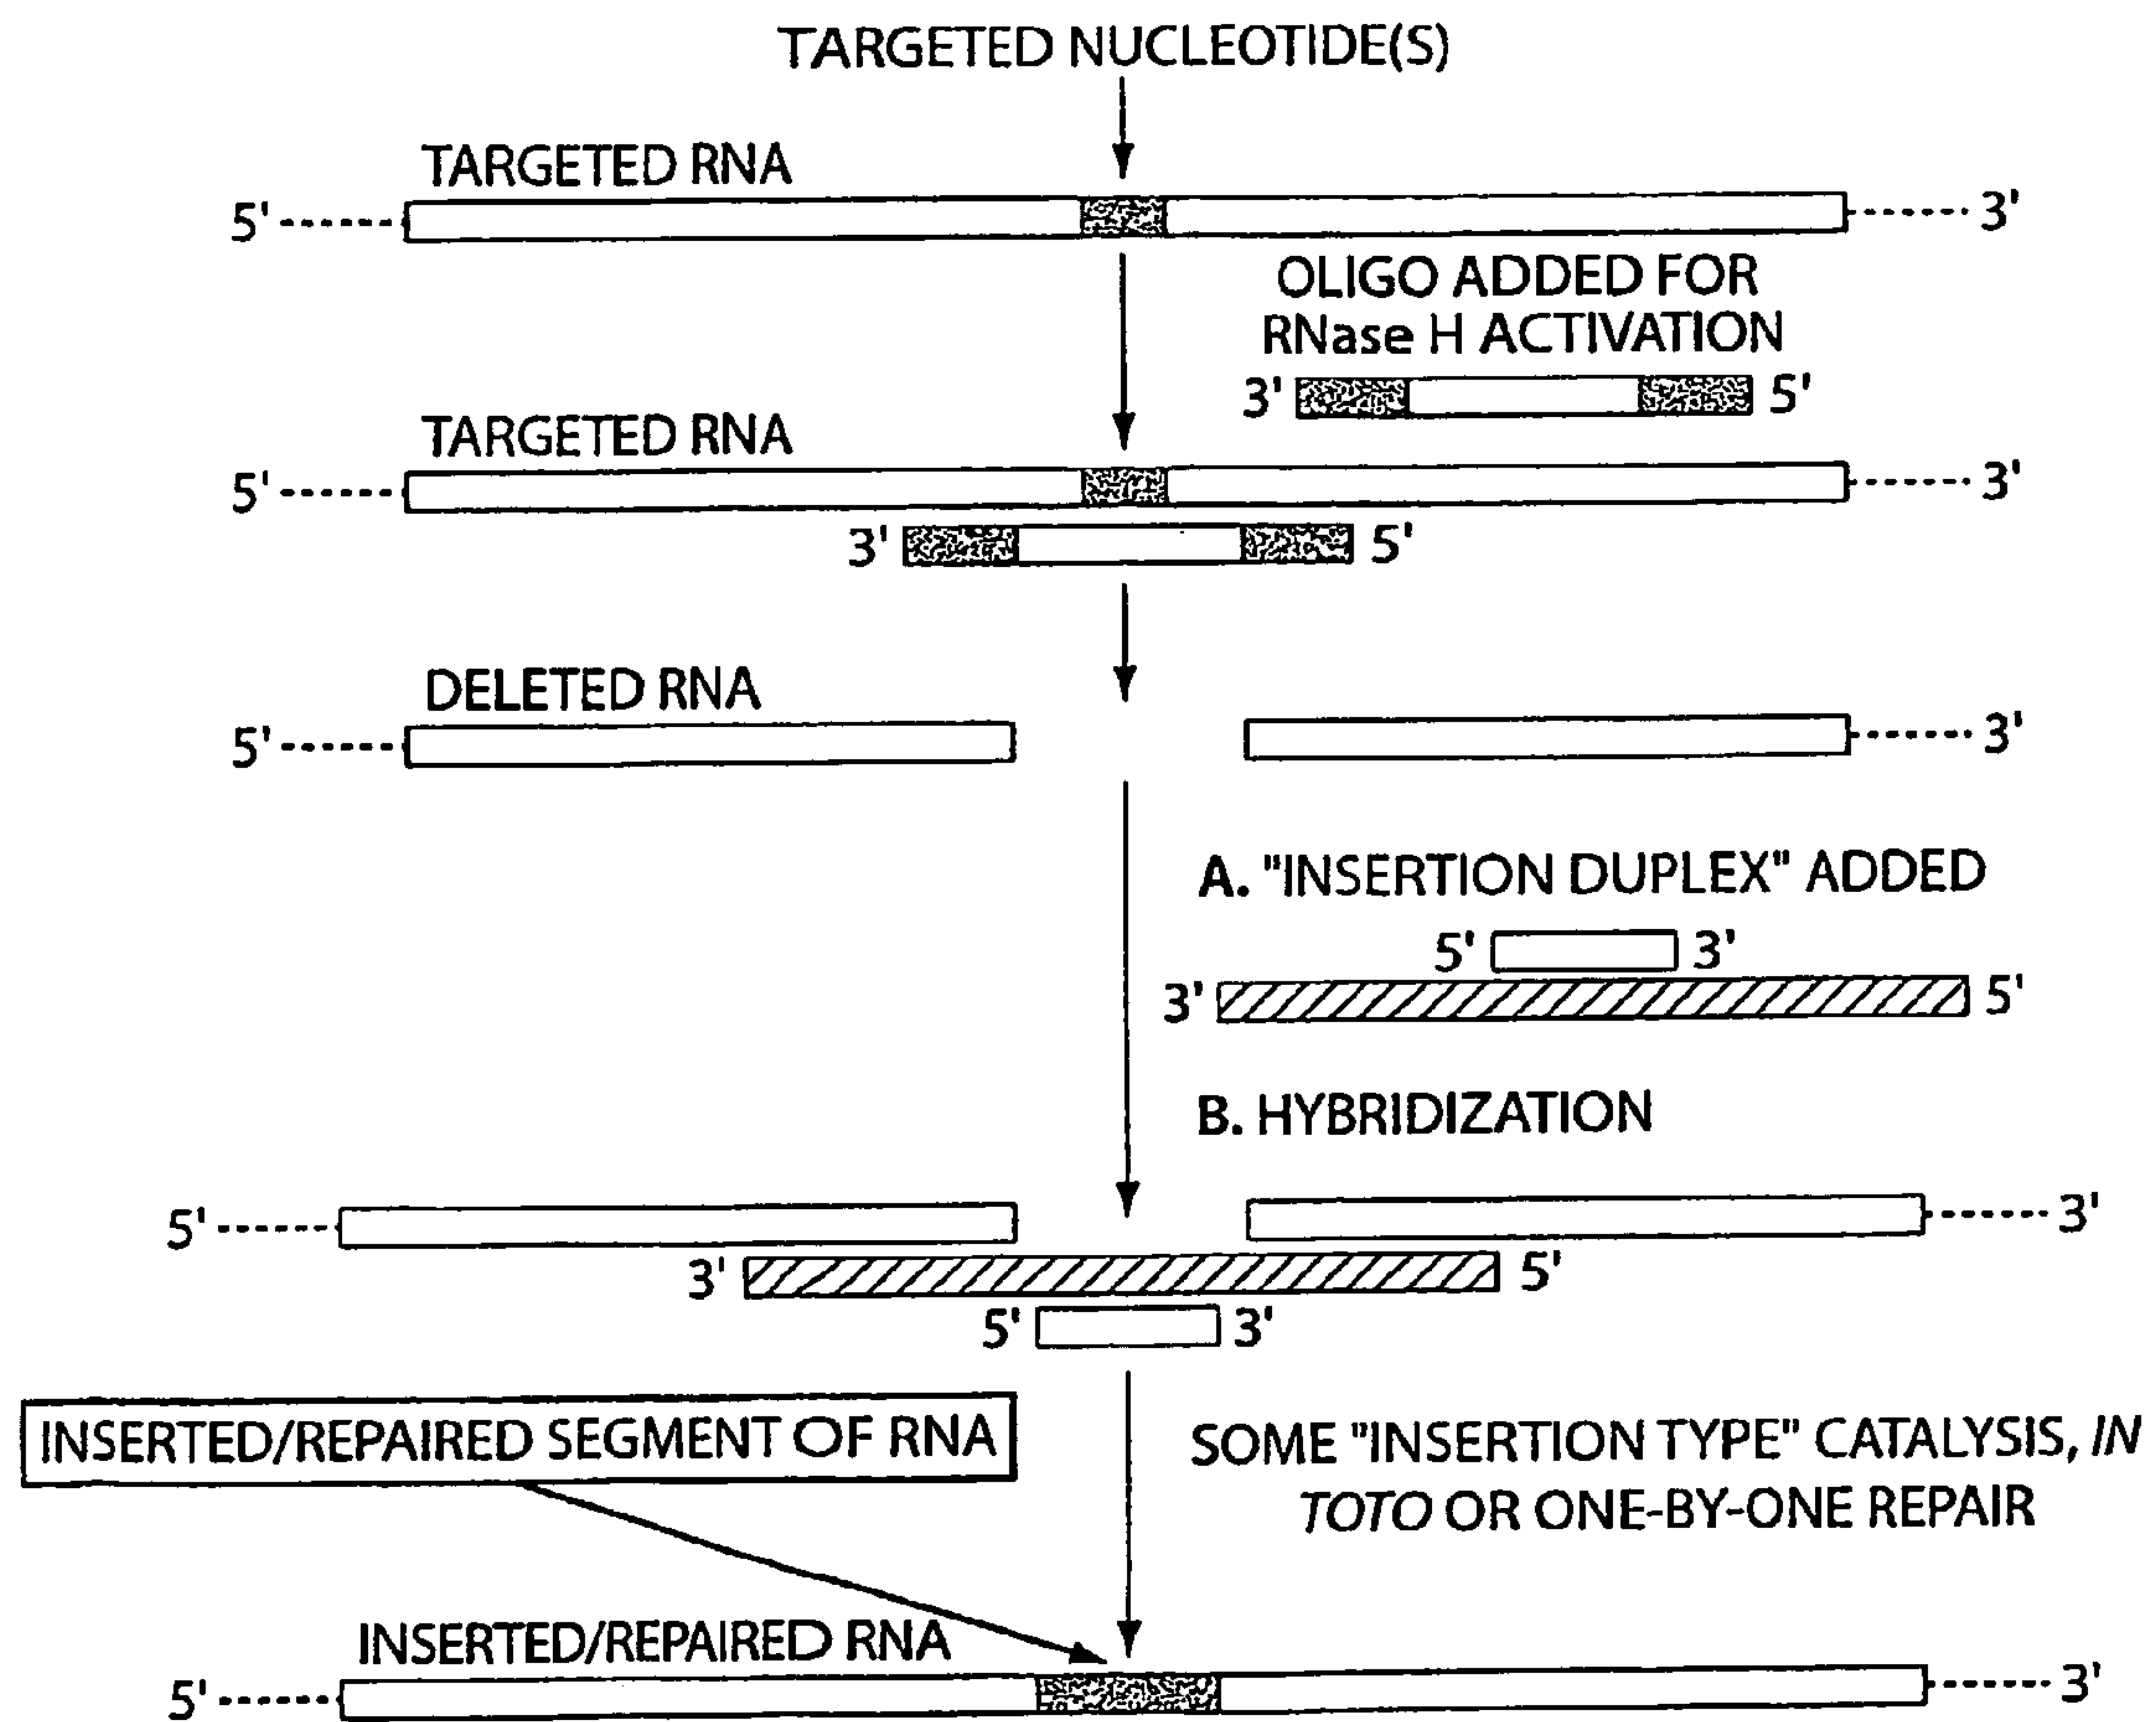 TARGETED NUCLEOTIDE(S)
TARGETED RNA
5' 3'
OLIGO ADDED FOR
RNase H ACTIVATION
3' 5'
TARGETED RNA
5' 3'
3' 5'
DELETED RNA
5' 3'
A. "INSERTION DUPLEX" ADDED
5' 3'
3' 5'
B. HYBRIDIZATION
5' 3'
3' 5'
5' 3'
INSERTED/REPAIRED SEGMENT OF RNA
SOME "INSERTION TYPE" CATALYSIS, IN
TOTO OR ONE-BY-ONE REPAIR
INSERTED/REPAIRED RNA
5' 3'